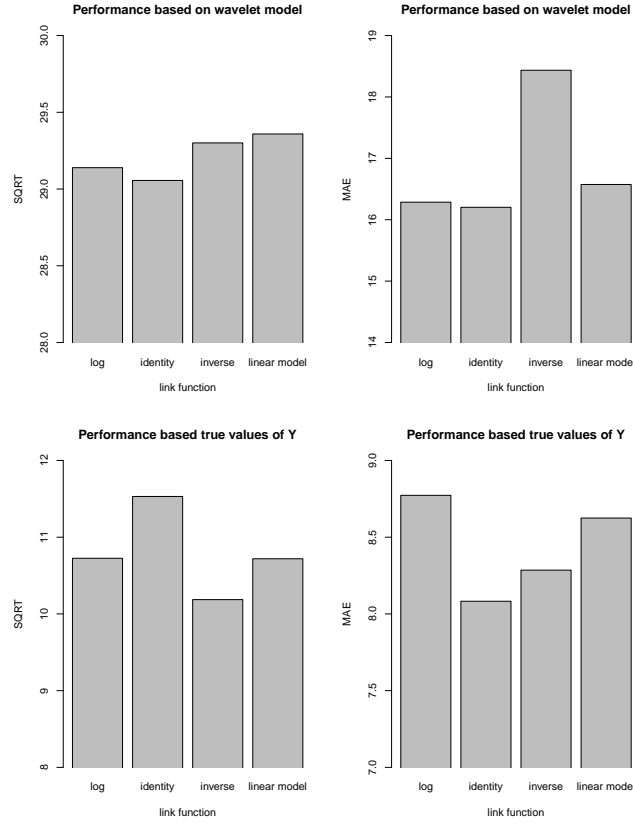 Performance based on wavelet model
SQRT
28.0 28.5 29.0 29.5 30.0
log identity inverse linear model
link function
Performance based on wavelet model
MAE
14 15 16 17 18 19
log identity inverse linear mode
link function
Performance based true values of Y
SQRT
8 9 10 11 12
log identity inverse linear model
link function
Performance based true values of Y
MAE
7.0 7.5 8.0 8.5 9.0
log identity inverse linear mode
link function